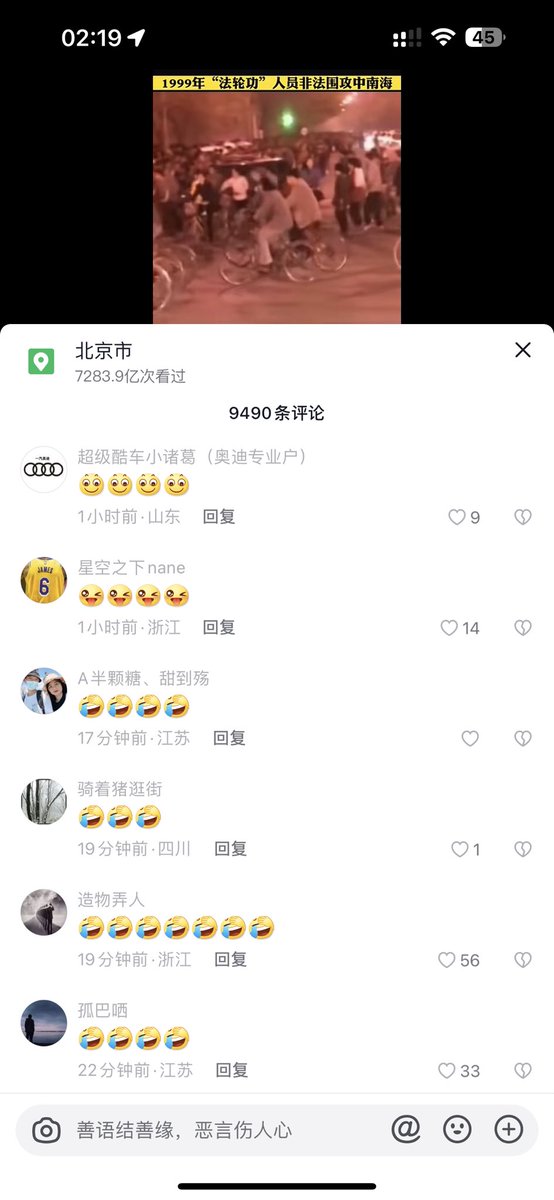 02:19
45
1999年“法轮功”人员非法围攻中南海
北京市
7283.9亿次看过
9490条评论
超级酷车小诸葛（奥迪专业户）
1小时前·山东 回复 9
星空之下nane
JAMES
6
1小时前·浙江 回复 14
A半颗糖、甜到殇
17分钟前·江苏 回复
骑着猪逛街
19分钟前·四川 回复 1
造物弄人
19分钟前·浙江 回复 56
孤巴哂
22分钟前·江苏 回复 33
善语结善缘，恶言伤人心 @